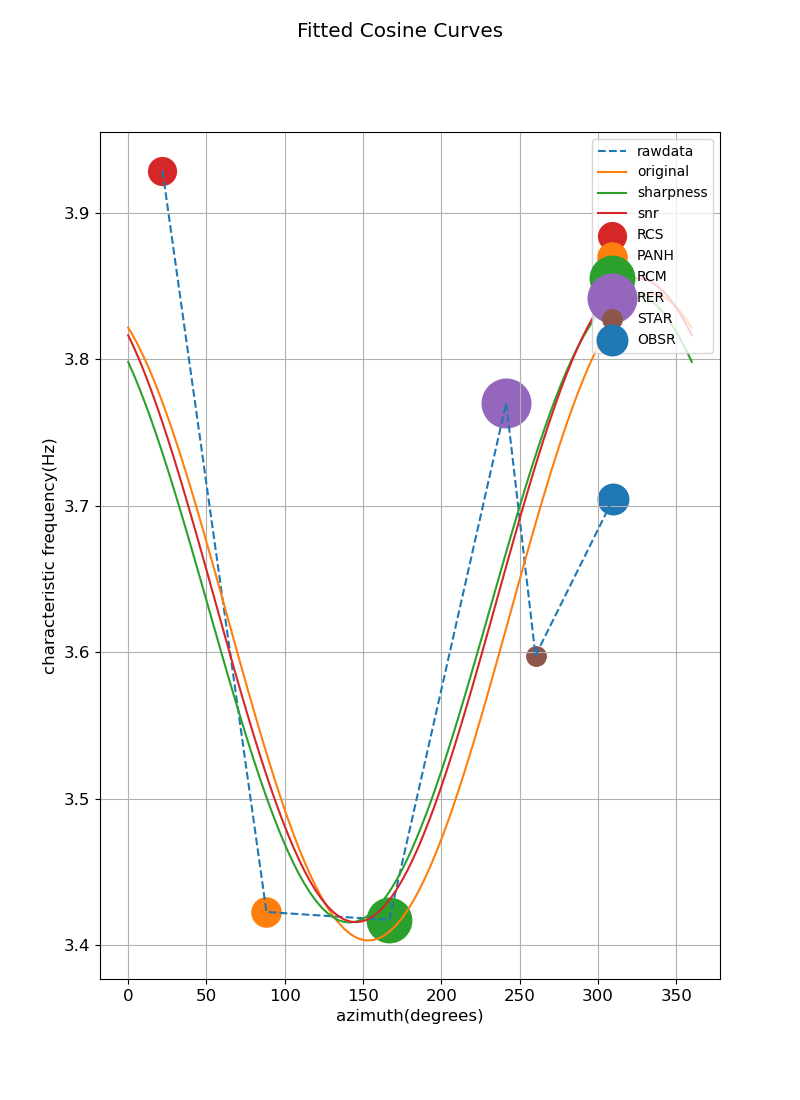 Fitted Cosine Curves
rawdata
original
sharpness
snr
RCS
PANH
RCM
RER
STAR
OBSR
characteristic frequency(Hz)
3.9
3.8
3.7
3.6
3.5
3.4
0 50 100 150 200 250 300 350
azimuth(degrees)